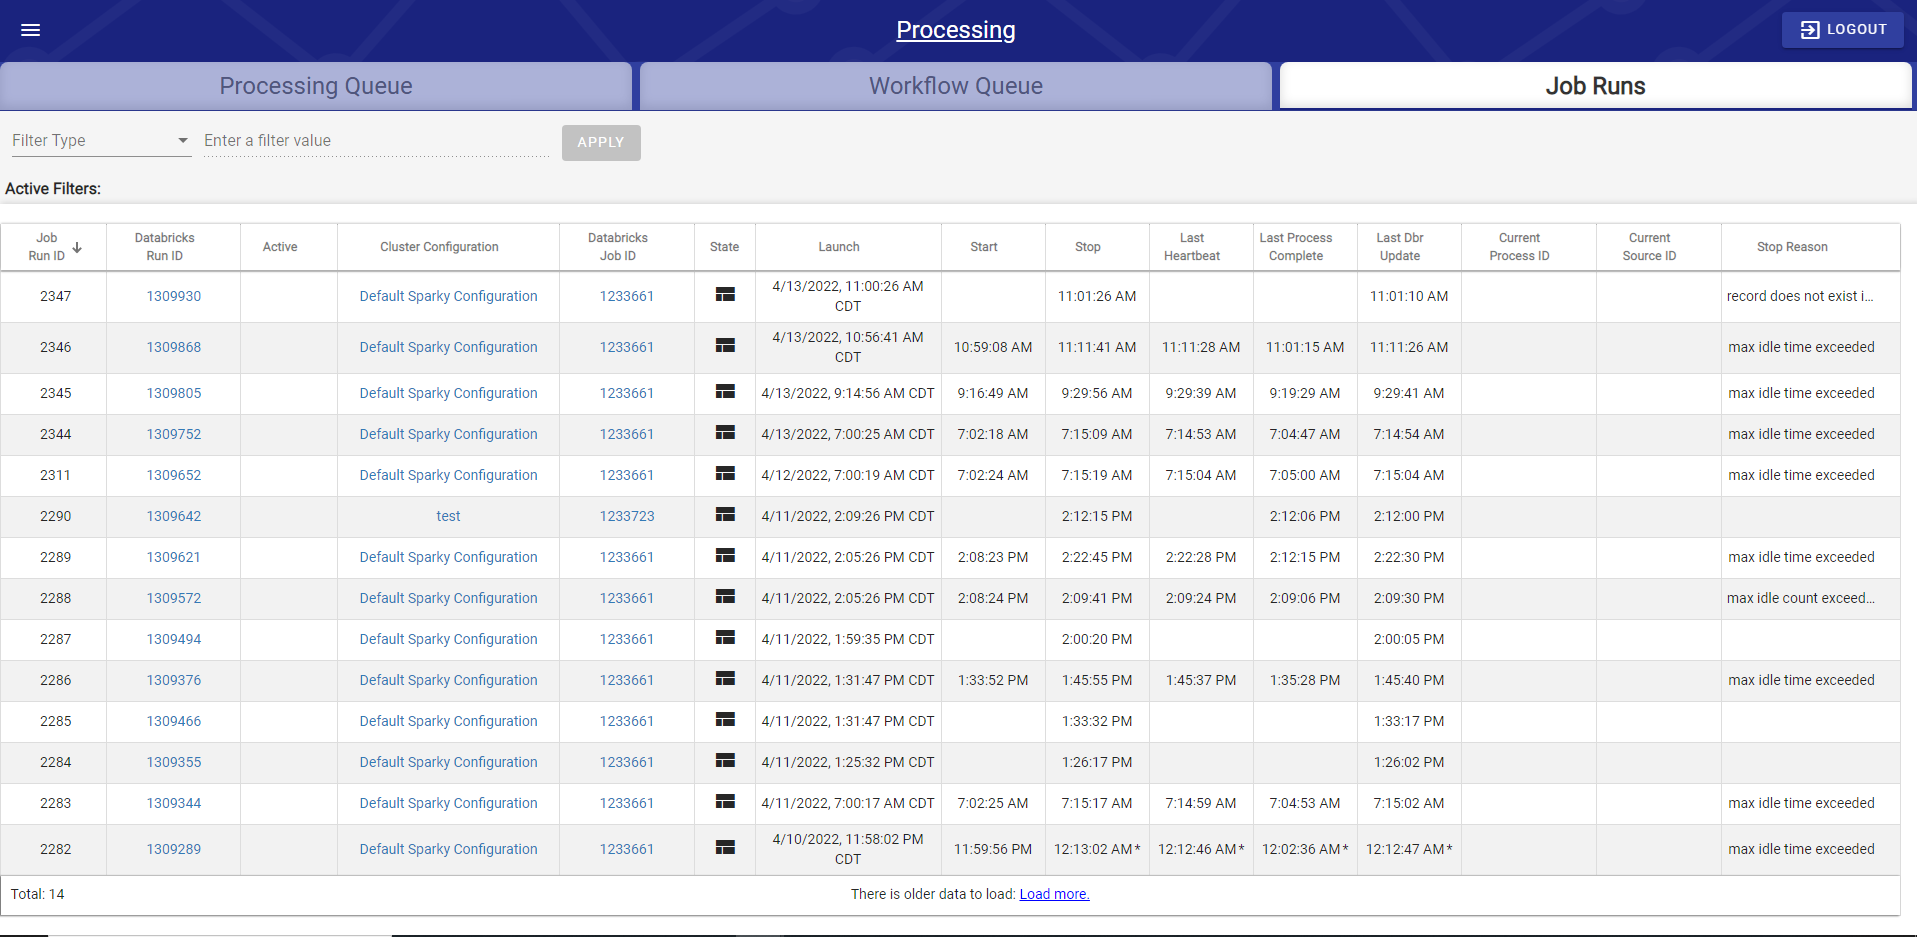 Processing
LOGOUT
Processing Queue
Workflow Queue
Job Runs
Filter Type
Enter a filter value
APPLY
Active Filters:
Job Run ID Databricks Run ID Active Cluster Configuration Databricks Job ID State Launch Start Stop Last Heartbeat Last Process Complete Last Dbr Update Current Process ID Current Source ID Stop Reason
2347 1309930 Default Sparky Configuration 1233661 4/13/2022, 11:00:26 AM CDT 11:01:26 AM 11:01:10 AM record does not exist i...
2346 1309868 Default Sparky Configuration 1233661 4/13/2022, 10:56:41 AM CDT 10:59:08 AM 11:11:41 AM 11:11:28 AM 11:01:15 AM 11:11:26 AM max idle time exceeded
2345 1309805 Default Sparky Configuration 1233661 4/13/2022, 9:14:56 AM CDT 9:16:49 AM 9:29:56 AM 9:29:39 AM 9:19:29 AM 9:29:41 AM max idle time exceeded
2344 1309752 Default Sparky Configuration 1233661 4/13/2022, 7:00:25 AM CDT 7:02:18 AM 7:15:09 AM 7:14:53 AM 7:04:47 AM 7:14:54 AM max idle time exceeded
2311 1309652 Default Sparky Configuration 1233661 4/12/2022, 7:00:19 AM CDT 7:02:24 AM 7:15:19 AM 7:15:04 AM 7:05:00 AM 7:15:04 AM max idle time exceeded
2290 1309642 test 1233723 4/11/2022, 2:09:26 PM CDT 2:12:15 PM 2:12:06 PM 2:12:00 PM
2289 1309621 Default Sparky Configuration 1233661 4/11/2022, 2:05:26 PM CDT 2:08:23 PM 2:22:45 PM 2:22:28 PM 2:12:15 PM 2:22:30 PM max idle time exceeded
2288 1309572 Default Sparky Configuration 1233661 4/11/2022, 2:05:26 PM CDT 2:08:24 PM 2:09:41 PM 2:09:24 PM 2:09:06 PM 2:09:30 PM max idle count exceed...
2287 1309494 Default Sparky Configuration 1233661 4/11/2022, 1:59:35 PM CDT 2:00:20 PM 2:00:05 PM
2286 1309376 Default Sparky Configuration 1233661 4/11/2022, 1:31:47 PM CDT 1:33:52 PM 1:45:55 PM 1:45:37 PM 1:35:28 PM 1:45:40 PM max idle time exceeded
2285 1309466 Default Sparky Configuration 1233661 4/11/2022, 1:31:47 PM CDT 1:33:32 PM 1:33:17 PM
2284 1309355 Default Sparky Configuration 1233661 4/11/2022, 1:25:32 PM CDT 1:26:17 PM 1:26:02 PM
2283 1309344 Default Sparky Configuration 1233661 4/11/2022, 7:00:17 AM CDT 7:02:25 AM 7:15:17 AM 7:14:59 AM 7:04:53 AM 7:15:02 AM max idle time exceeded
2282 1309289 Default Sparky Configuration 1233661 4/10/2022, 11:58:02 PM CDT 11:59:56 PM 12:13:02 AM* 12:12:46 AM* 12:02:36 AM* 12:12:47 AM* max idle time exceeded
Total: 14
There is older data to load: Load more.